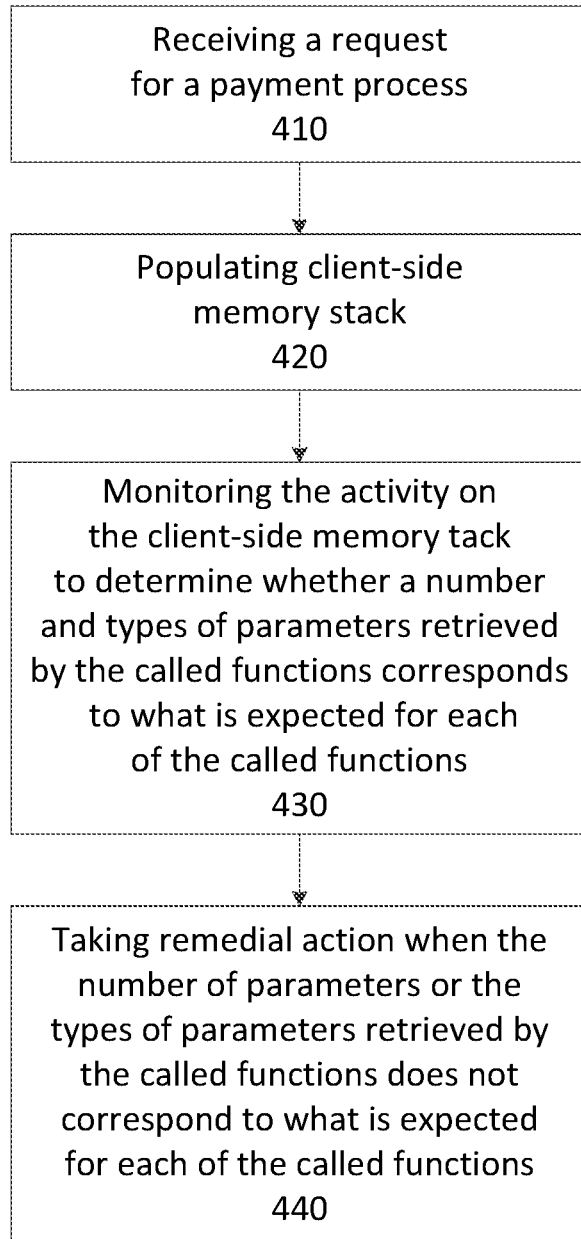 Receiving a request
for a payment process
410
Populating client-side
memory stack
420
Monitoring the activity on
the client-side memory tack
to determine whether a number
and types of parameters retrieved
by the called functions corresponds
to what is expected for each
of the called functions
430
Taking remedial action when the
number of parameters or the
types of parameters retrieved by
the called functions does not
correspond to what is expected
for each of the called functions
440